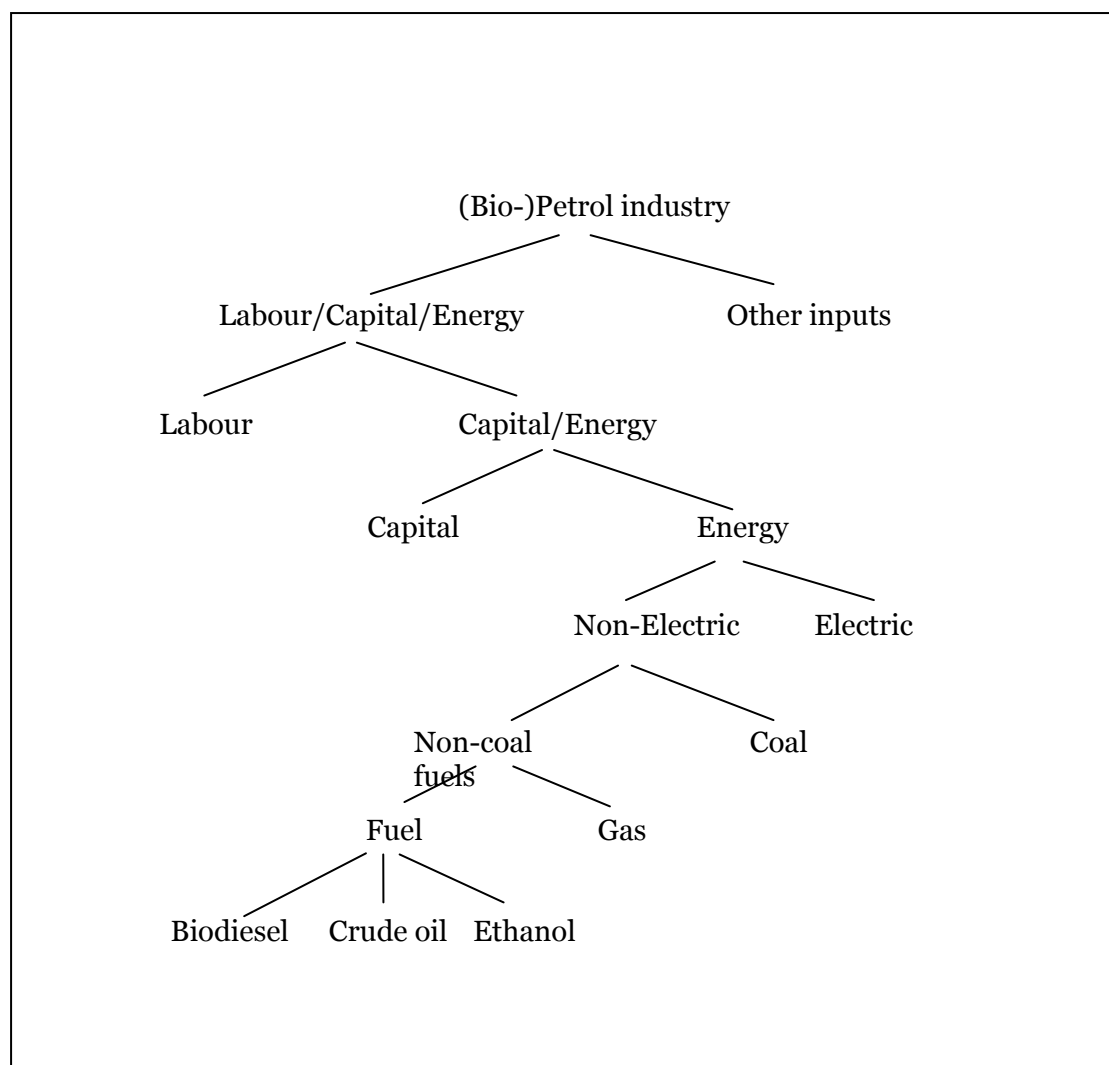 (Bio-)Petrol industry
Labour/Capital/Energy
Other inputs
Labour
Capital/Energy
Capital
Energy
Non-Electric
Electric
Non-coal
fuels
Coal
Fuel
Gas
Biodiesel
Crude oil
Ethanol